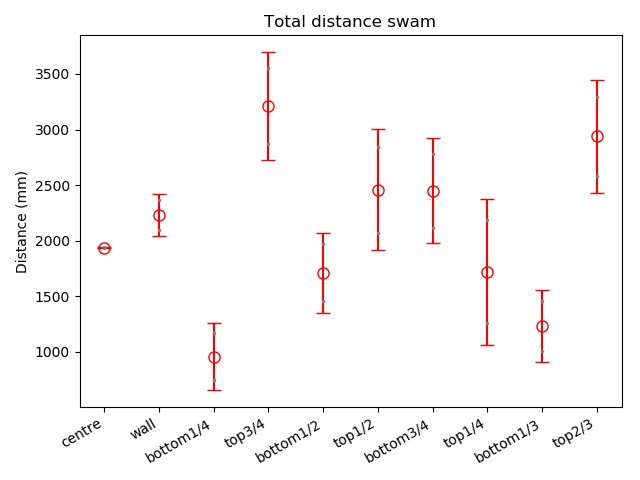 Total distance swam
Distance (mm)
3500
3000
2500
2000
1500
1000
centre
wall
bottom1/4
top3/4
bottom1/2
top1/2
bottom3/4
top1/4
bottom1/3
top2/3